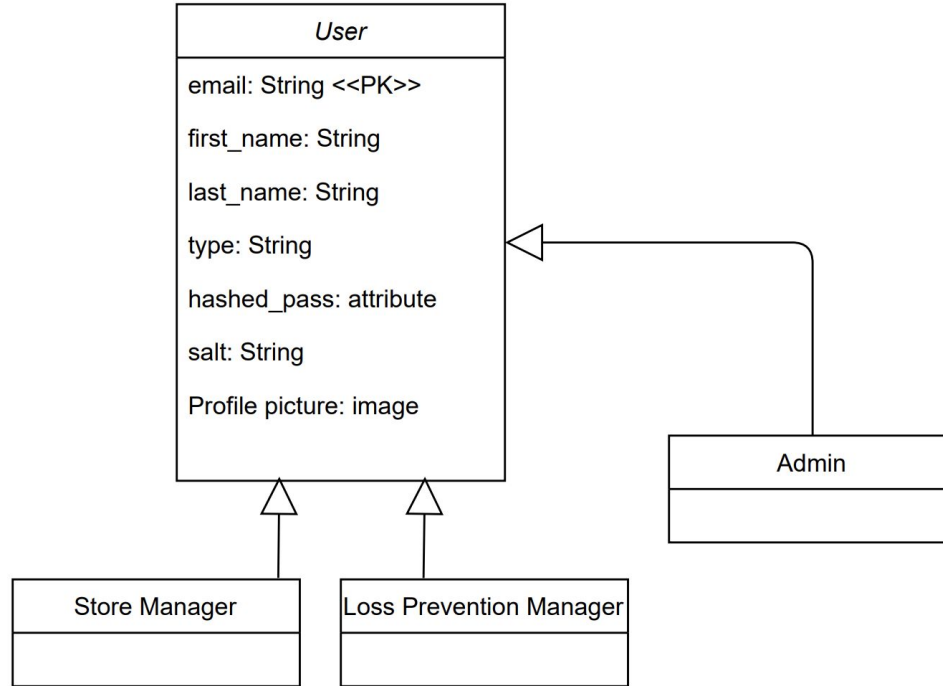 User
email: String <<PK>>
first_name: String
last_name: String
type: String
hashed_pass: attribute
salt: String
Profile picture: image
Admin
Store Manager
Loss Prevention Manager